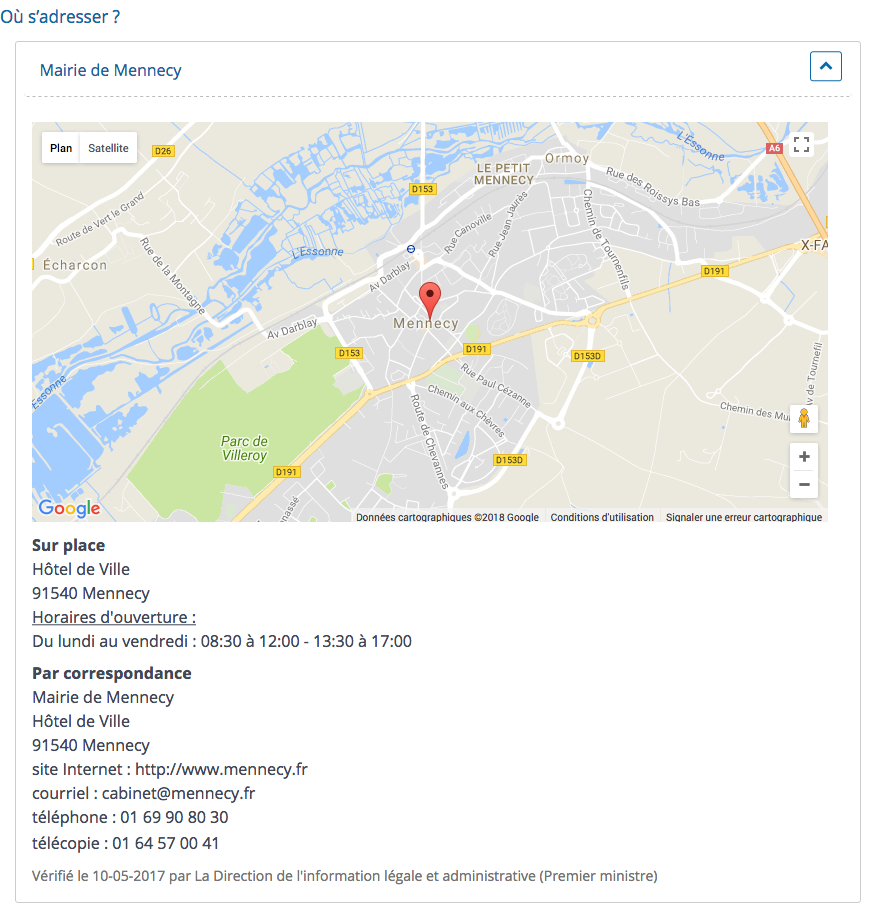 Où s’adresser ?
Mairie de Mennecy
Plan Satellite
D26
A6
L'Essonne
LE PETIT
MENNECY
Ormoy
D153
Rue des Roissys Bas
Route de Vert le Grand
Rue Canoville
Rue Jean Jaurès
Chemin de Tournenfils
Rue de la Montagne
L'Essonne
X-FA
Écharcon
Av Darblay
D191
Mennecy
Av Darblay
D153
D191
D153D
Rue Paul Cézanne
Essonne
Chemin aux Chèvres
Av de Tournefil
Route de Chevannes
Chemin des Mu
Parc de
Villeroy
D153D
D191
Google
Données cartographiques ©2018 Google Conditions d'utilisation Signaler une erreur cartographique
Sur place
Hôtel de Ville
91540 Mennecy
Horaires d'ouverture :
Du lundi au vendredi : 08:30 à 12:00 - 13:30 à 17:00
Par correspondance
Mairie de Mennecy
Hôtel de Ville
91540 Mennecy
site Internet : http://www.mennecy.fr
courriel : cabinet@mennecy.fr
téléphone : 01 69 90 80 30
télécopie : 01 64 57 00 41
Vérifié le 10-05-2017 par La Direction de l'information légale et administrative (Premier ministre)